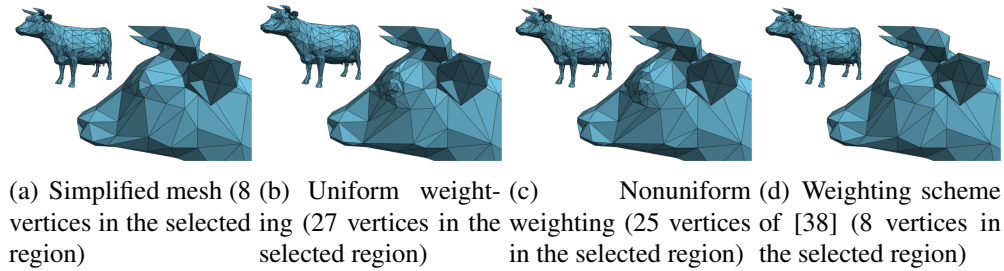 (a) Simplified mesh (8
vertices in the selected
region)
(b) Uniform weight-
ing (27 vertices in the
selected region)
(c) Nonuniform
weighting (25 vertices
in the selected region)
(d) Weighting scheme
of [38] (8 vertices in
the selected region)